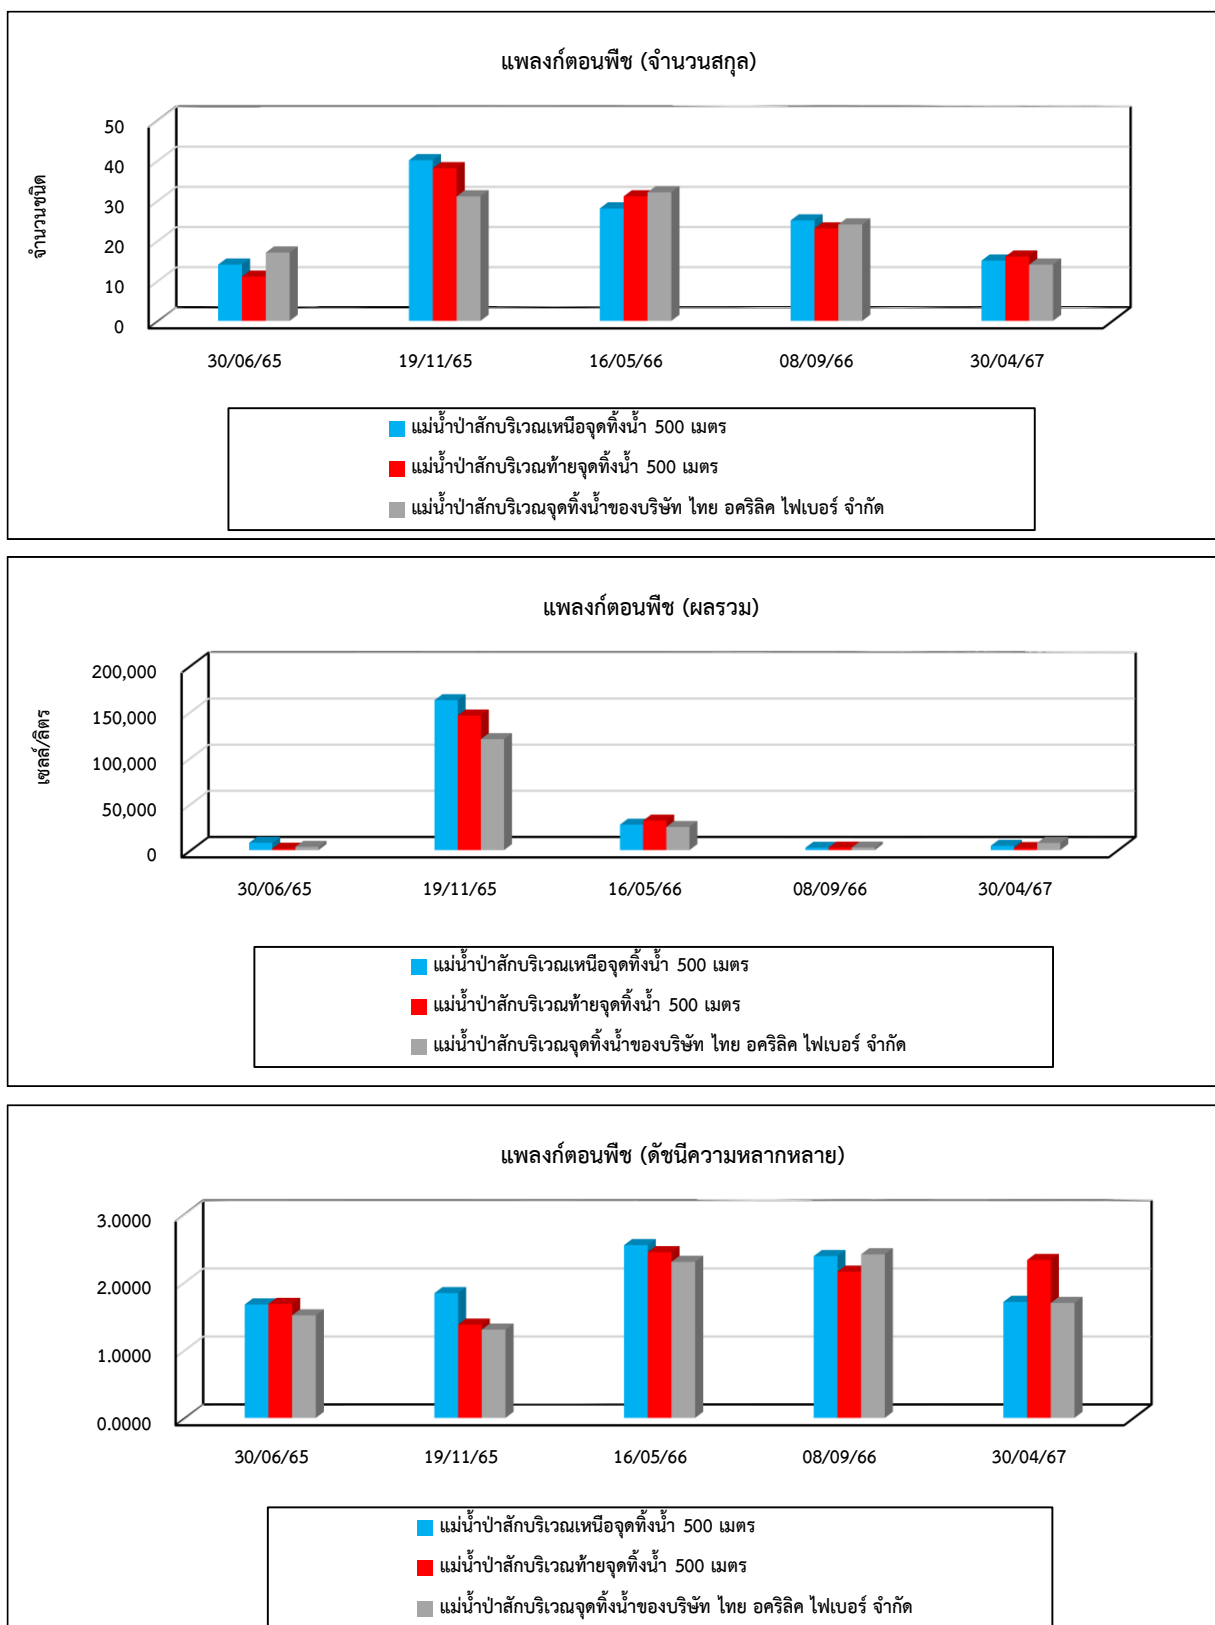 แพลงก์ตอนพืช (จำนวนสกุล)
จำนวนชนิด
50
40
30
20
10
0
30/06/65 19/11/65 16/05/66 08/09/66 30/04/67
แม่น้ำป่าสักบริเวณเหนือจุดทิ้งน้ำ 500 เมตร
แม่น้ำป่าสักบริเวณท้ายจุดทิ้งน้ำ 500 เมตร
แม่น้ำป่าสักบริเวณจุดทิ้งน้ำของบริษัท ไทย อคริลิค ไฟเบอร์ จำกัด
แพลงก์ตอนพืช (ผลรวม)
เซลล์/ลิตร
200,000
150,000
100,000
50,000
0
30/06/65 19/11/65 16/05/66 08/09/66 30/04/67
แม่น้ำป่าสักบริเวณเหนือจุดทิ้งน้ำ 500 เมตร
แม่น้ำป่าสักบริเวณท้ายจุดทิ้งน้ำ 500 เมตร
แม่น้ำป่าสักบริเวณจุดทิ้งน้ำของบริษัท ไทย อคริลิค ไฟเบอร์ จำกัด
แพลงก์ตอนพืช (ดัชนีความหลากหลาย)
3.0000
2.0000
1.0000
0.0000
30/06/65 19/11/65 16/05/66 08/09/66 30/04/67
แม่น้ำป่าสักบริเวณเหนือจุดทิ้งน้ำ 500 เมตร
แม่น้ำป่าสักบริเวณท้ายจุดทิ้งน้ำ 500 เมตร
แม่น้ำป่าสักบริเวณจุดทิ้งน้ำของบริษัท ไทย อคริลิค ไฟเบอร์ จำกัด